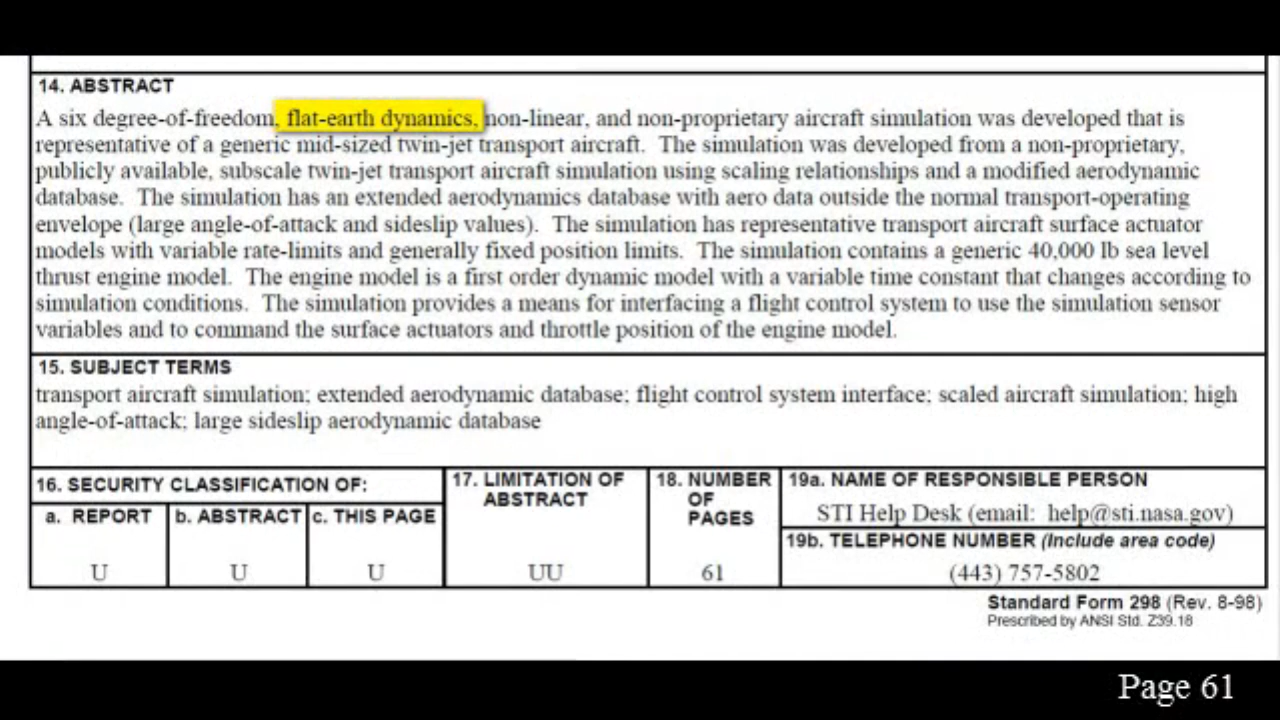 14. ABSTRACT
A six degree-of-freedom, flat-earth dynamics, non-linear, and non-proprietary aircraft simulation was developed that is
representative of a generic mid-sized twin-jet transport aircraft. The simulation was developed from a non-proprietary,
publicly available, subscale twin-jet transport aircraft simulation using scaling relationships and a modified aerodynamic
database. The simulation has an extended aerodynamics database with aero data outside the normal transport-operating
envelope (large angle-of-attack and sideslip values). The simulation has representative transport aircraft surface actuator
models with variable rate-limits and generally fixed position limits. The simulation contains a generic 40,000 lb sea level
thrust engine model. The engine model is a first order dynamic model with a variable time constant that changes according to
simulation conditions. The simulation provides a means for interfacing a flight control system to use the simulation sensor
variables and to command the surface actuators and throttle position of the engine model.
15. SUBJECT TERMS
transport aircraft simulation; extended aerodynamic database; flight control system interface; scaled aircraft simulation; high
angle-of-attack; large sideslip aerodynamic database
16. SECURITY CLASSIFICATION OF:
a. REPORT
U
b. ABSTRACT
U
c. THIS PAGE
U
17. LIMITATION OF
ABSTRACT
UU
18. NUMBER
OF
PAGES
61
19a. NAME OF RESPONSIBLE PERSON
STI Help Desk (email: help@sti.nasa.gov)
19b. TELEPHONE NUMBER (Include area code)
(443) 757-5802
Standard Form 298 (Rev. 8-98)
Prescribed by ANSI Std. Z39.18
Page 61